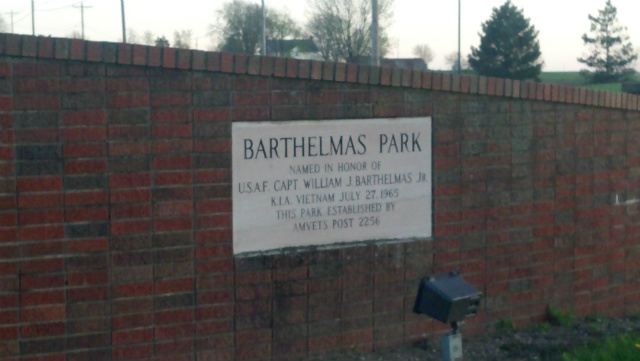 BARTHELMAS PARK
NAMED IN HONOR OF
U.S.A.F. CAPT WILLIAM J. BARTHELMAS JR.
K.I.A. VIETNAM JULY 27, 1965
THIS PARK ESTABLISHED BY
AMVETS POST 2256